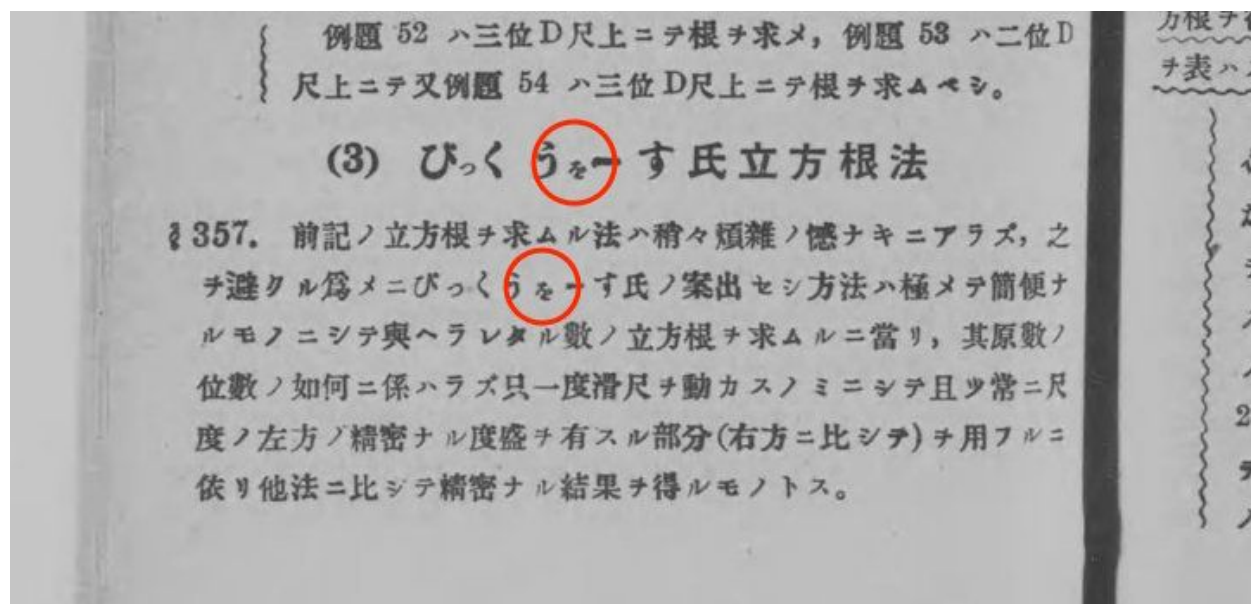 例題 52 ハ三位D尺上ニテ根ヲ求メ，例題 53 ハ二位D
尺上ニテ又例題 54 ハ三位D尺上ニテ根ヲ求ムベシ。
(3) びっくうをーす氏立方根法
§357. 前記ノ立方根ヲ求ムル法ハ稍々煩雜ノ憾ナキニアラズ，之
ヲ避クル爲メニびっくうをーす氏ノ案出セシ方法ハ極メテ簡便ナ
ルモノニシテ與ヘラレタル數ノ立方根ヲ求ムルニ當リ，其原數ノ
位數ノ如何ニ係ハラズ只一度滑尺ヲ動カスノミニシテ且ツ常ニ尺
度ノ左方ノ精密ナル度盛ヲ有スル部分(右方ニ比シテ)ヲ用フルニ
依リ他法ニ比シテ精密ナル結果ヲ得ルモノトス。
方根ヲ
ヲ表ハ
2